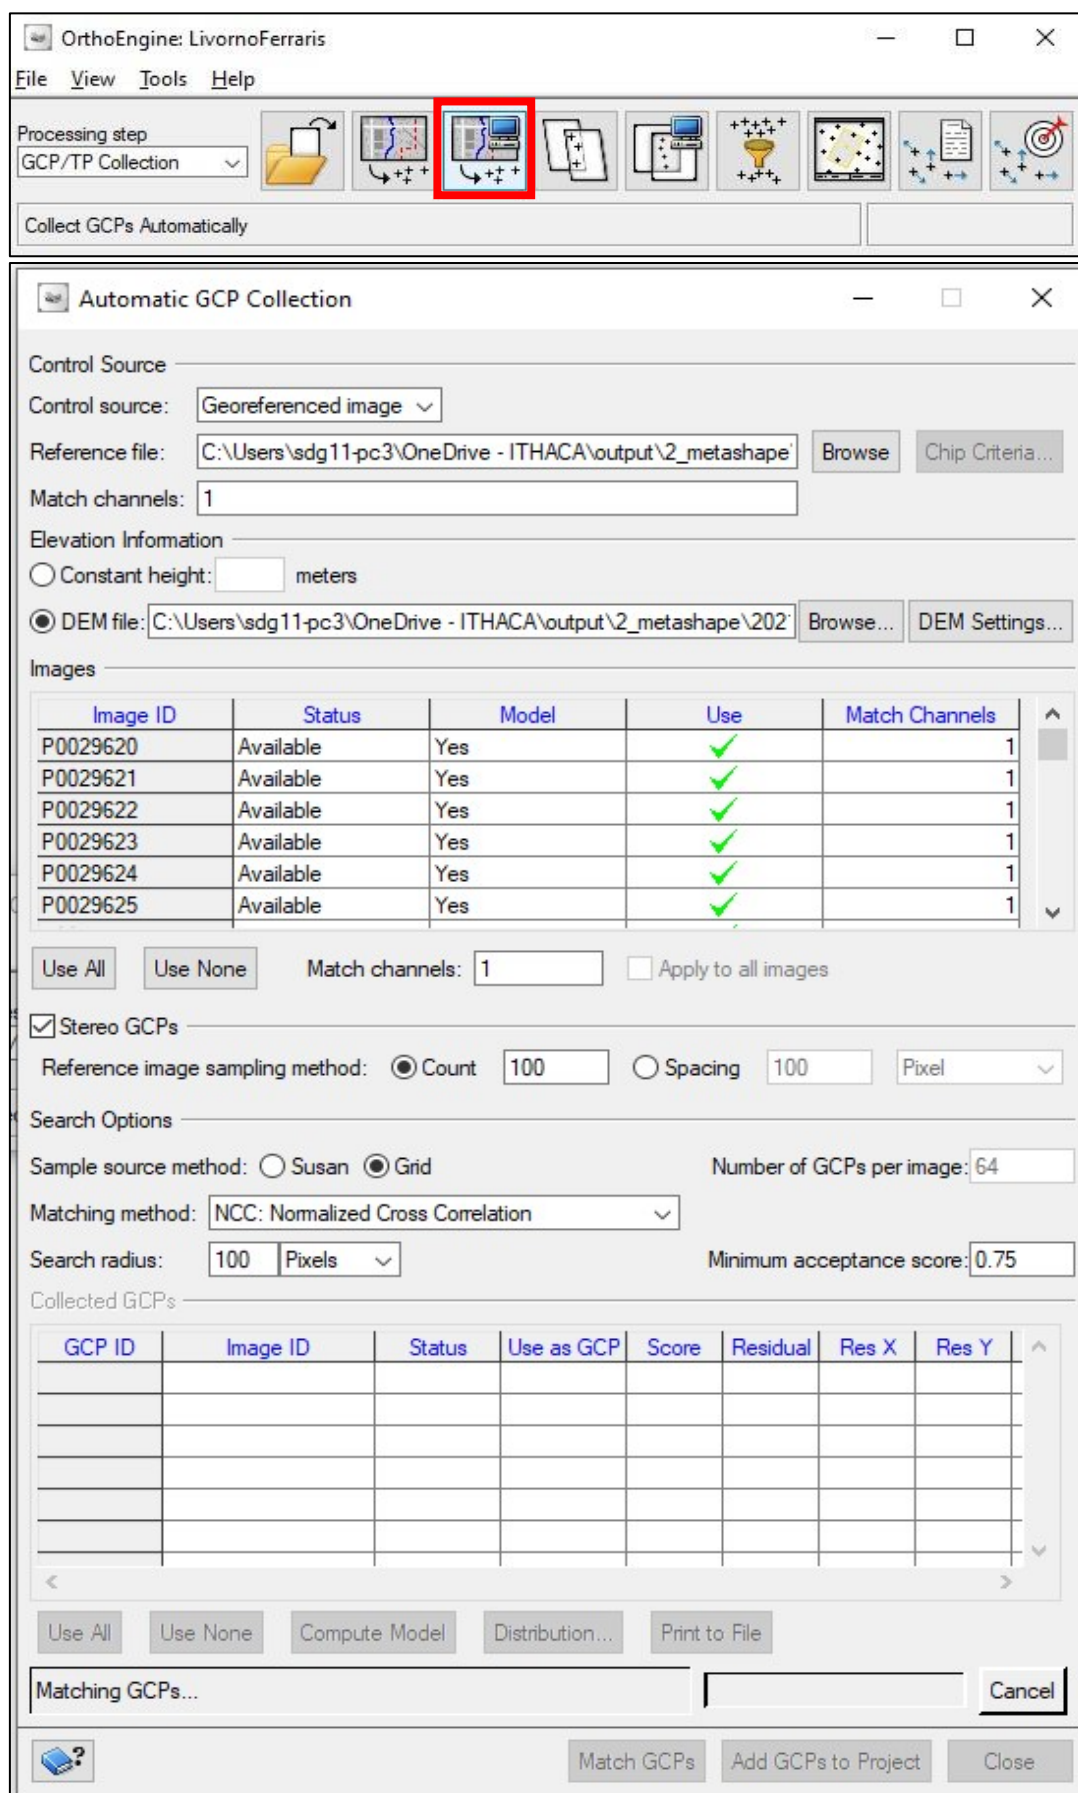 OrthoEngine: LivornoFerraris
File View Tools Help
Processing step
GCP/TP Collection
Collect GCPs Automatically
Automatic GCP Collection
Control Source
Control source: Georeferenced image
Reference file: C:\Users\sdg11-pc3\OneDrive - ITHACA\output\2_metashape' Browse Chip Criteria...
Match channels: 1
Elevation Information
Constant height: meters
DEM file: C:\Users\sdg11-pc3\OneDrive - ITHACA\output\2_metashape\202 Browse... DEM Settings...
Images
Image ID Status Model Use Match Channels
P0029620 Available Yes 1
P0029621 Available Yes 1
P0029622 Available Yes 1
P0029623 Available Yes 1
P0029624 Available Yes 1
P0029625 Available Yes 1
Use All Use None Match channels: 1 Apply to all images
Stereo GCPs
Reference image sampling method: Count 100 Spacing 100 Pixel
Search Options
Sample source method: Susan Grid Number of GCPs per image: 64
Matching method: NCC: Normalized Cross Correlation
Search radius: 100 Pixels Minimum acceptance score: 0.75
Collected GCPs
GCP ID Image ID Status Use as GCP Score Residual Res X Res Y
Use All Use None Compute Model Distribution... Print to File
Matching GCPs... Cancel
Match GCPs Add GCPs to Project Close